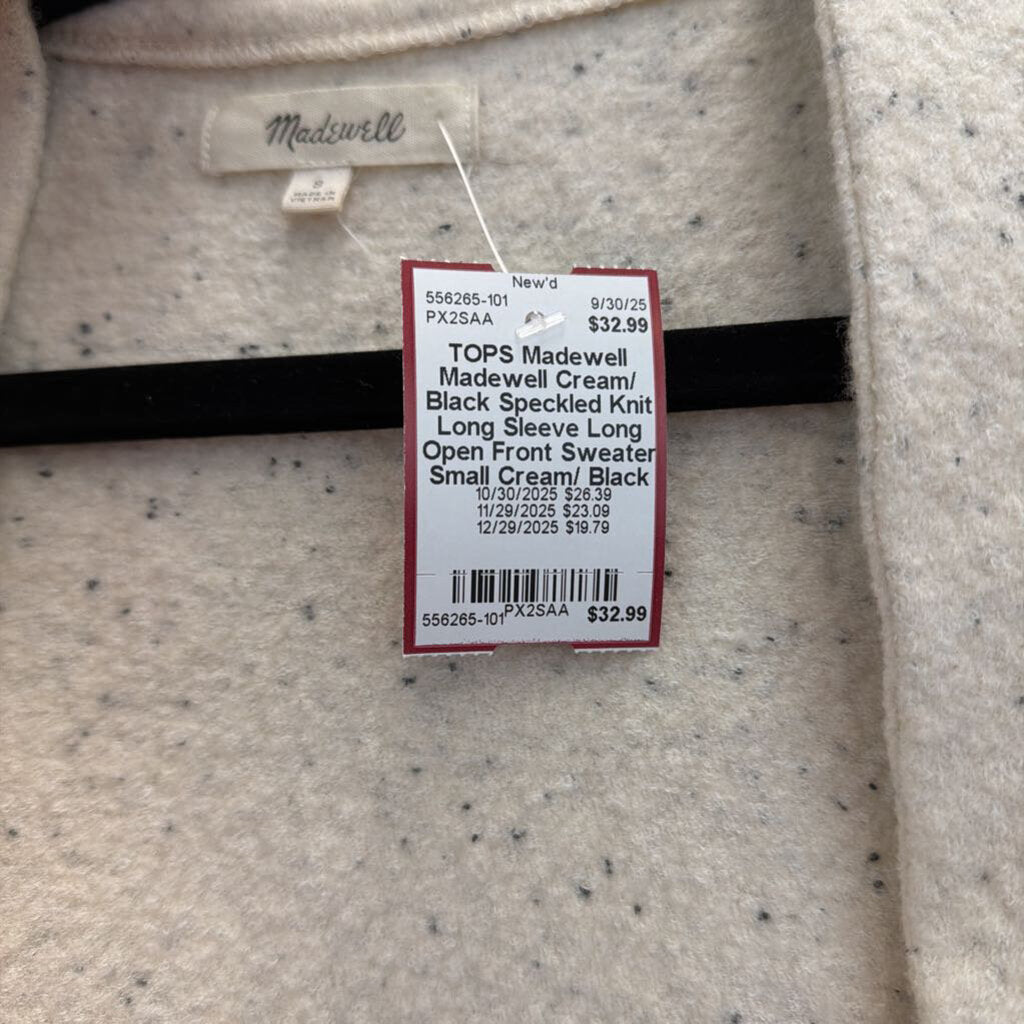 Madewell
S
MADE IN
VIETNAM
New'd
556265-101 9/30/25
PX2SAA $32.99
TOPS Madewell
Madewell Cream/
Black Speckled Knit
Long Sleeve Long
Open Front Sweater
Small Cream/ Black
10/30/2025 $26.39
11/29/2025 $23.09
12/29/2025 $19.79
556265-101 PX2SAA $32.99